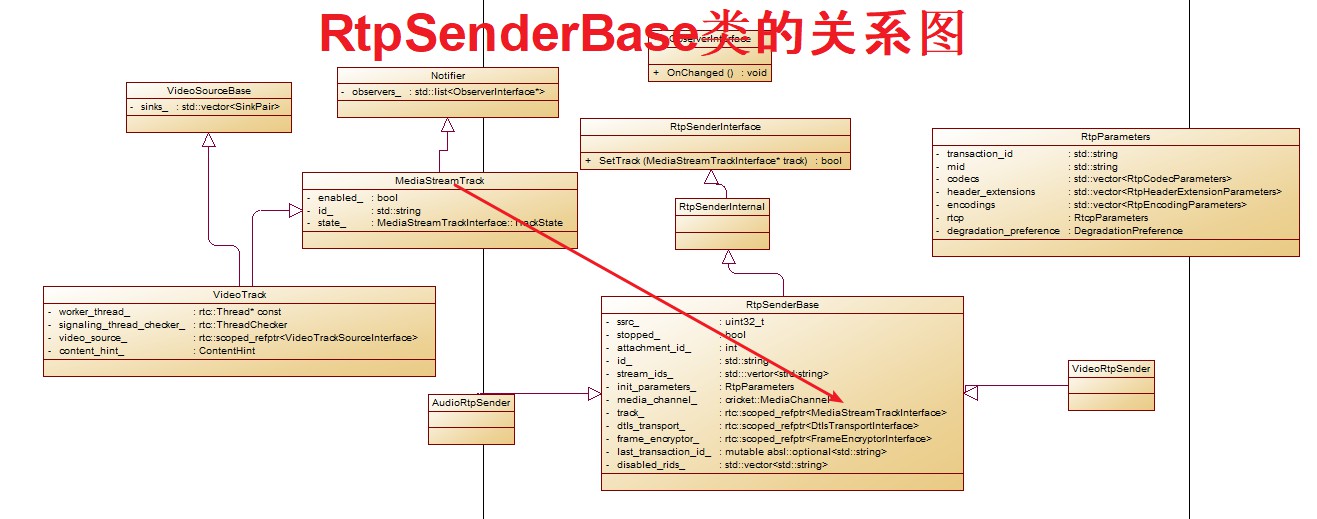 RtpSenderBase类的关系图
ObserverInterface
+ OnChanged () : void
Notifier
- observers_ : std::list<ObserverInterface*>
VideoSourceBase
- sinks_ : std::vector<SinkPair>
RtpSenderInterface
+ SetTrack (MediaStreamTrackInterface* track) : bool
RtpParameters
- transaction_id : std::string
- mid : std::string
- codecs : std::vector<RtpCodecParameters>
- header_extensions : std::vector<RtpHeaderExtensionParameters>
- encodings : std::vector<RtpEncodingParameters>
- rtcp : RtcpParameters
- degradation_preference : DegradationPreference
MediaStreamTrack
- enabled_ : bool
- id_ : std::string
- state_ : MediaStreamTrackInterface::TrackState
RtpSenderInternal
VideoTrack
- worker_thread_ : rtc::Thread* const
- signaling_thread_checker_ : rtc::ThreadChecker
- video_source_ : rtc::scoped_refptr<VideoTrackSourceInterface>
- content_hint_ : ContentHint
RtpSenderBase
- ssrc_ : uint32_t
- stopped_ : bool
- attachment_id_ : int
- id_ : std::string
- stream_ids_ : std:::vertor<std:string>
- init_parameters_ : RtpParameters
- media_channel_ : cricket::MediaChannel
- track_ : rtc::scoped_refptr<MediaStreamTrackInterface>
- dtls_transport_ : rtc::scoped_refptr<DtlsTransportInterface>
- frame_encryptor_ : rtc::scoped_refptr<FrameEncryptorInterface>
- last_transaction_id_ : mutable absl::optional<std::string>
- disabled_rids_ : std::vector<std::string>
AudioRtpSender
VideoRtpSender